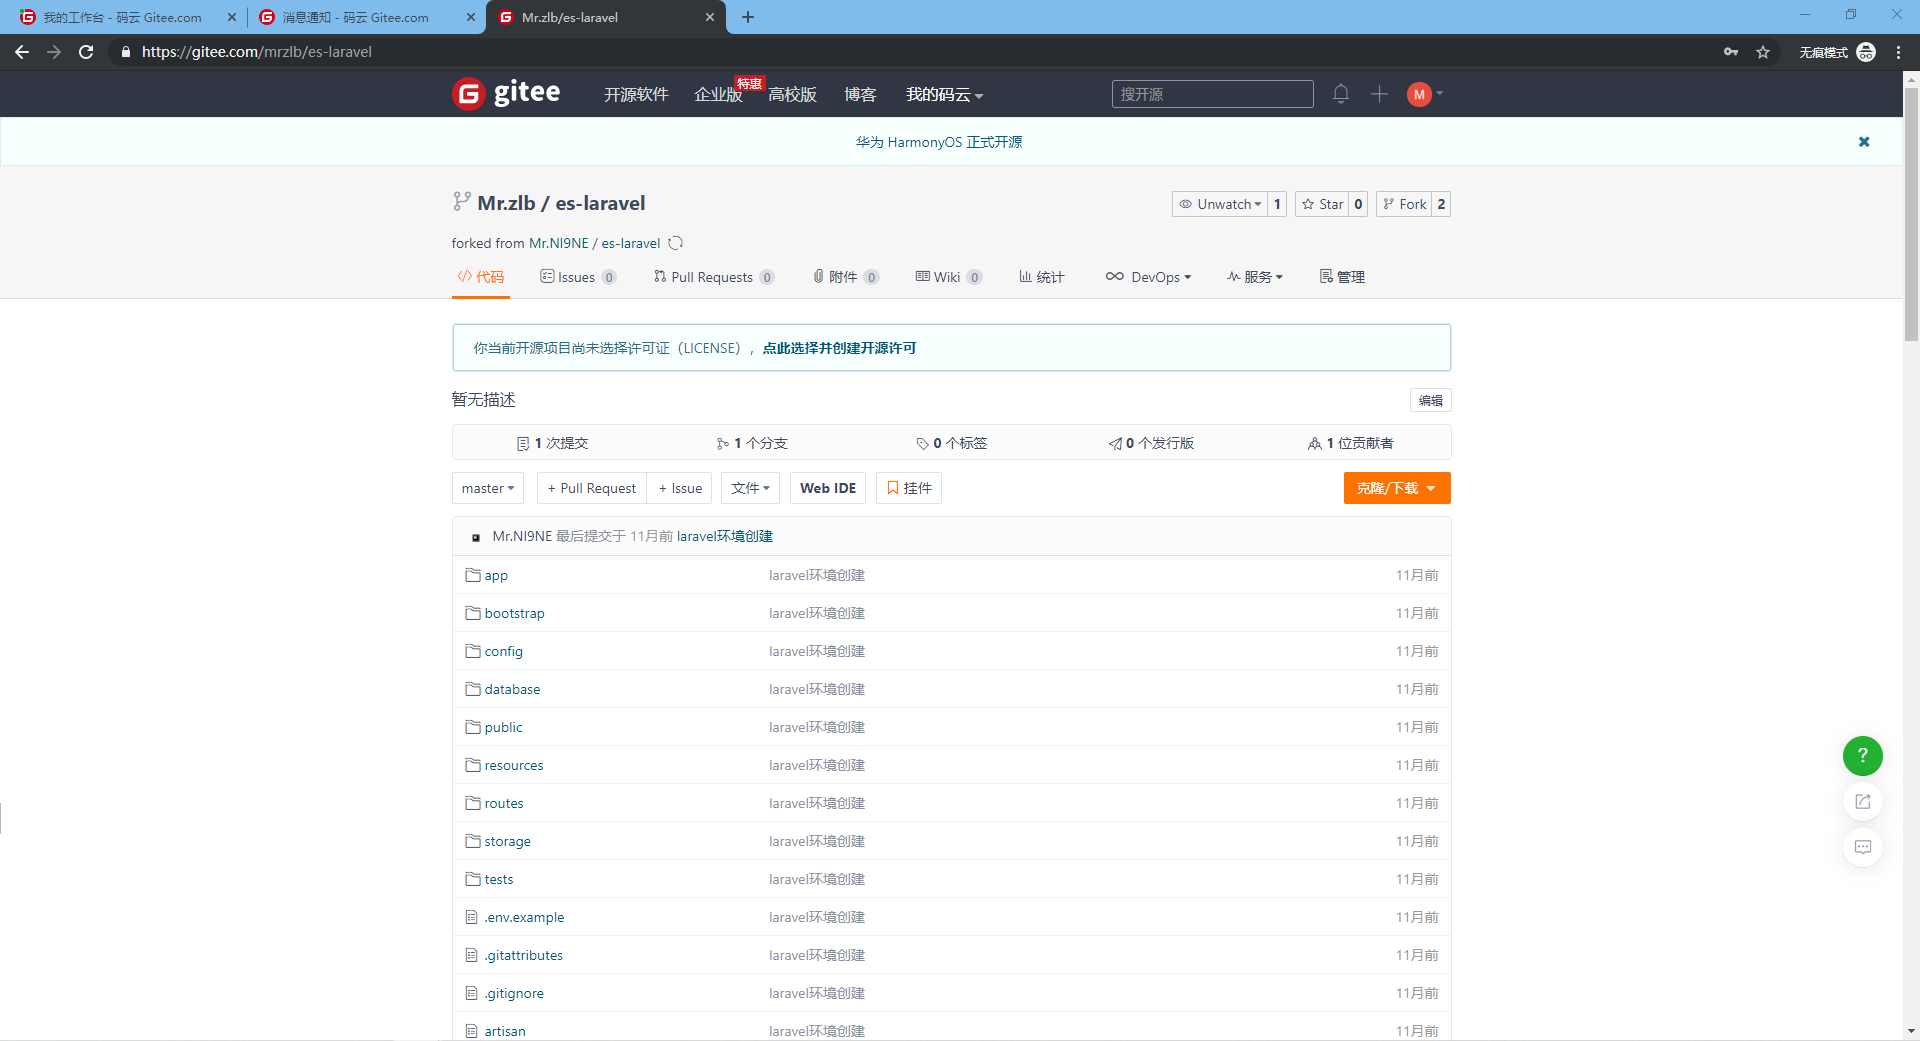 我的工作台 - 码云 Gitee.com
消息通知 - 码云 Gitee.com
Mr.zlb/es-laravel
https://gitee.com/mrzlb/es-laravel
无痕模式
gitee
开源软件
企业版
特惠
高校版
博客
我的码云
搜开源
M
华为 HarmonyOS 正式开源
Mr.zlb / es-laravel
Unwatch 1
Star 0
Fork 2
forked from Mr.NI9NE / es-laravel
代码
Issues 0
Pull Requests 0
附件 0
Wiki 0
统计
DevOps
服务
管理
你当前开源项目尚未选择许可证（LICENSE），点此选择并创建开源许可
暂无描述
编辑
1 次提交
1 个分支
0 个标签
0 个发行版
1 位贡献者
master
+ Pull Request
+ Issue
文件
Web IDE
挂件
克隆/下载
Mr.NI9NE 最后提交于 11月前 laravel环境创建
app laravel环境创建 11月前
bootstrap laravel环境创建 11月前
config laravel环境创建 11月前
database laravel环境创建 11月前
public laravel环境创建 11月前
resources laravel环境创建 11月前
routes laravel环境创建 11月前
storage laravel环境创建 11月前
tests laravel环境创建 11月前
.env.example laravel环境创建 11月前
.gitattributes laravel环境创建 11月前
.gitignore laravel环境创建 11月前
artisan laravel环境创建 11月前
?